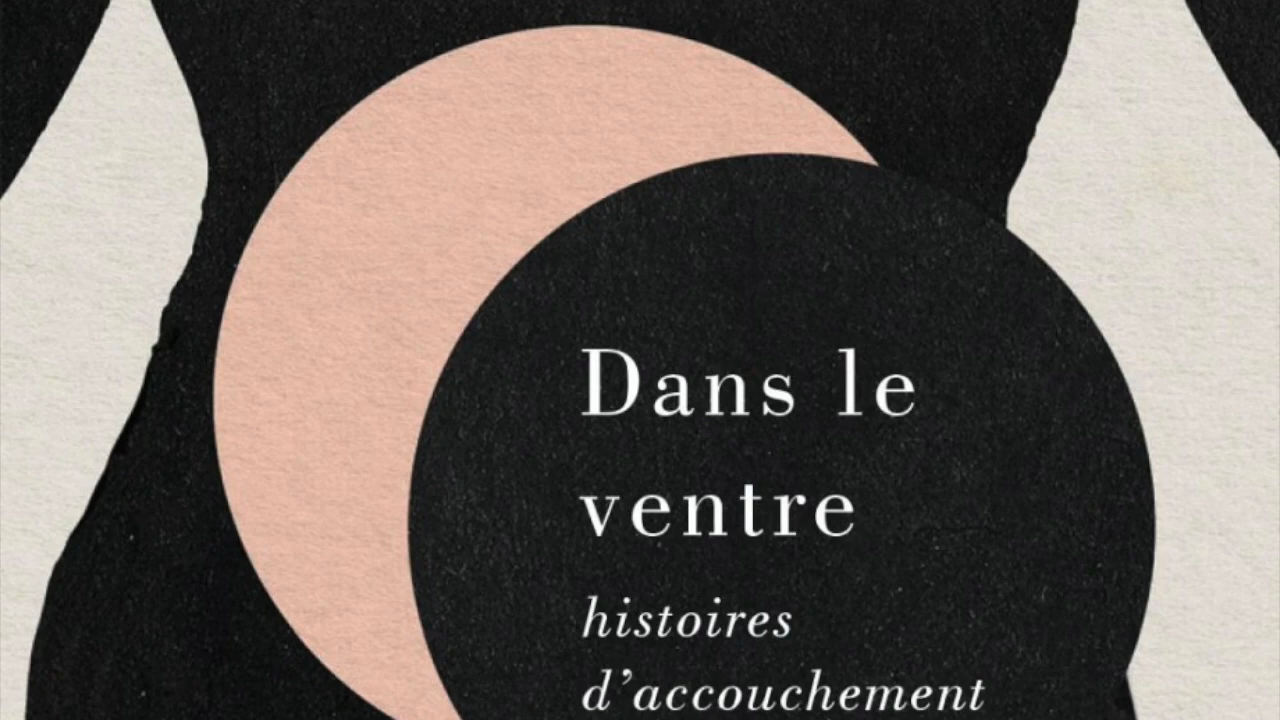 Dans le
ventre
histoires
d’accouchement